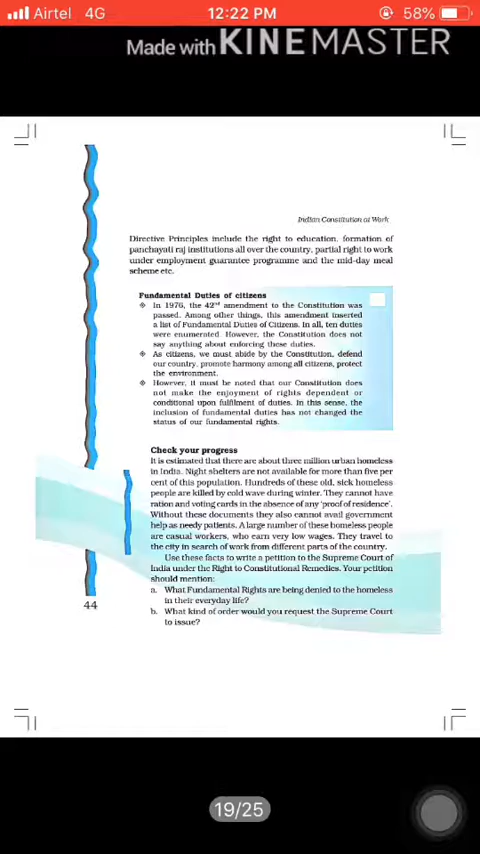 Airtel 4G 12:22 PM 58%
Made with KINEMASTER
Indian Constitution at Work
Directive Principles include the right to education, formation of
panchayati raj institutions all over the country, partial right to work
under employment guarantee programme and the mid-day meal
scheme etc.
Fundamental Duties of citizens
❖ In 1976, the 42nd amendment to the Constitution was
passed. Among other things, this amendment inserted
a list of Fundamental Duties of Citizens. In all, ten duties
were enumerated. However, the Constitution does not
say anything about enforcing these duties.
❖ As citizens, we must abide by the Constitution, defend
our country, promote harmony among all citizens, protect
the environment.
❖ However, it must be noted that our Constitution does
not make the enjoyment of rights dependent or
conditional upon fulfilment of duties. In this sense, the
inclusion of fundamental duties has not changed the
status of our fundamental rights.
Check your progress
It is estimated that there are about three million urban homeless
in India. Night shelters are not available for more than five per
cent of this population. Hundreds of these old, sick homeless
people are killed by cold wave during winter. They cannot have
ration and voting cards in the absence of any ‘proof of residence’.
Without these documents they also cannot avail government
help as needy patients. A large number of these homeless people
are casual workers, who earn very low wages. They travel to
the city in search of work from different parts of the country.
Use these facts to write a petition to the Supreme Court of
India under the Right to Constitutional Remedies. Your petition
should mention:
a. What Fundamental Rights are being denied to the homeless
in their everyday life?
b. What kind of order would you request the Supreme Court
to issue?
44
19/25